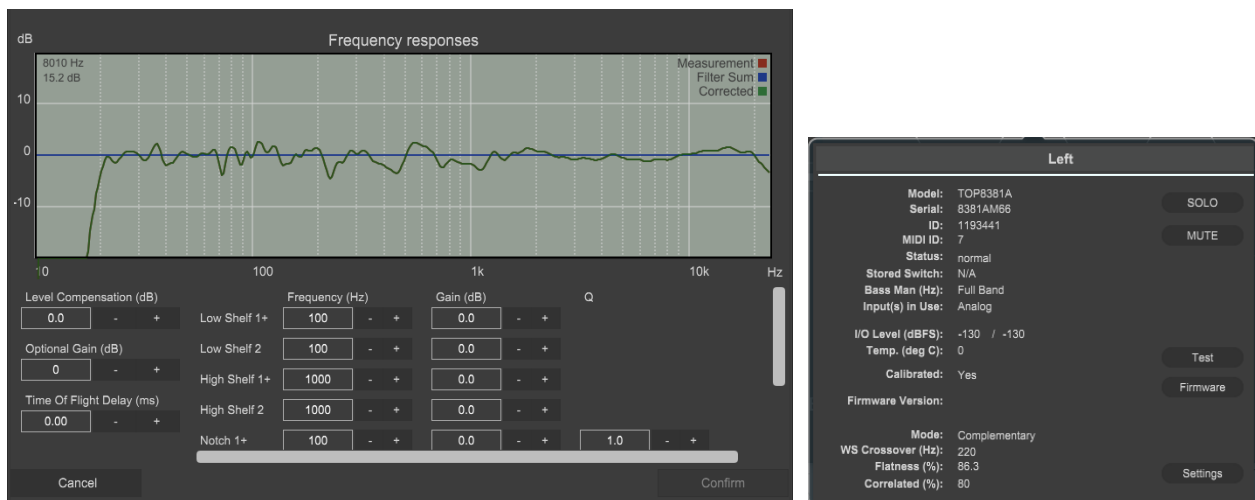 dB
Frequency responses
8010 Hz
15.2 dB
Measurement
Filter Sum
Corrected
10
0
-10
10 100 1k 10k Hz
Level Compensation (dB) Frequency (Hz) Gain (dB) Q
0.0 - + Low Shelf 1+ 100 - + 0.0 - +
Optional Gain (dB) Low Shelf 2 100 - + 0.0 - +
0 - + High Shelf 1+ 1000 - + 0.0 - +
Time Of Flight Delay (ms) High Shelf 2 1000 - + 0.0 - +
0.00 - +
Notch 1+ 100 - + 0.0 - + 1.0 - +
Cancel Confirm
Left
Model: TOP8381A
Serial: 8381AM66
SOLO
ID: 1193441
MIDI ID: 7
MUTE
Status: normal
Stored Switch: N/A
Bass Man (Hz): Full Band
Input(s) in Use: Analog
I/O Level (dBFS): -130 / -130
Temp. (deg C): 0
Test
Calibrated: Yes
Firmware
Firmware Version:
Mode: Complementary
WS Crossover (Hz): 220
Flatness (%): 86.3
Settings
Correlated (%): 80